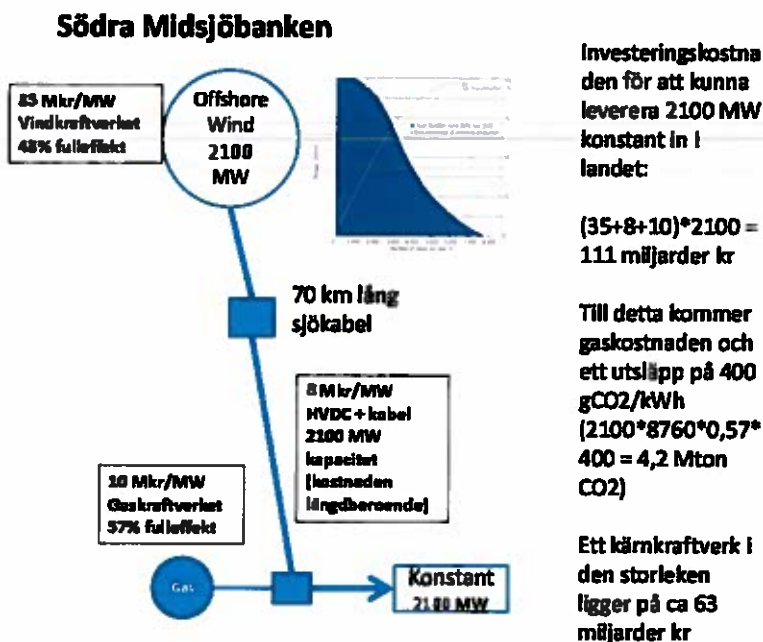 Södra Midsjöbanken
Mkr/MW
Vindkraftverket
fulleffekt
Offshore
Wind
2100
MW
70 km lång
sjökabel
8 Mkr/MW
HVDC + kabel
2100 MW
kapacitet
(kostnaden
längdberoende)
10 Mkr/MW
Gaskraftverket
57% fulleffekt
Gas
Konstant
2100 MW
Investeringskostna
den för att kunna
leverera 2100 MW
konstant in i
landet:
(35+8+10)*2100 =
111 miljarder kr
Till detta kommer
gaskostnaden och
ett utsläpp på 400
gCO2/kWh
(2100*8760*0,57*
400 = 4,2 Mton
CO2)
Ett kärnkraftverk i
den storleken
ligger på ca 63
miljarder kr